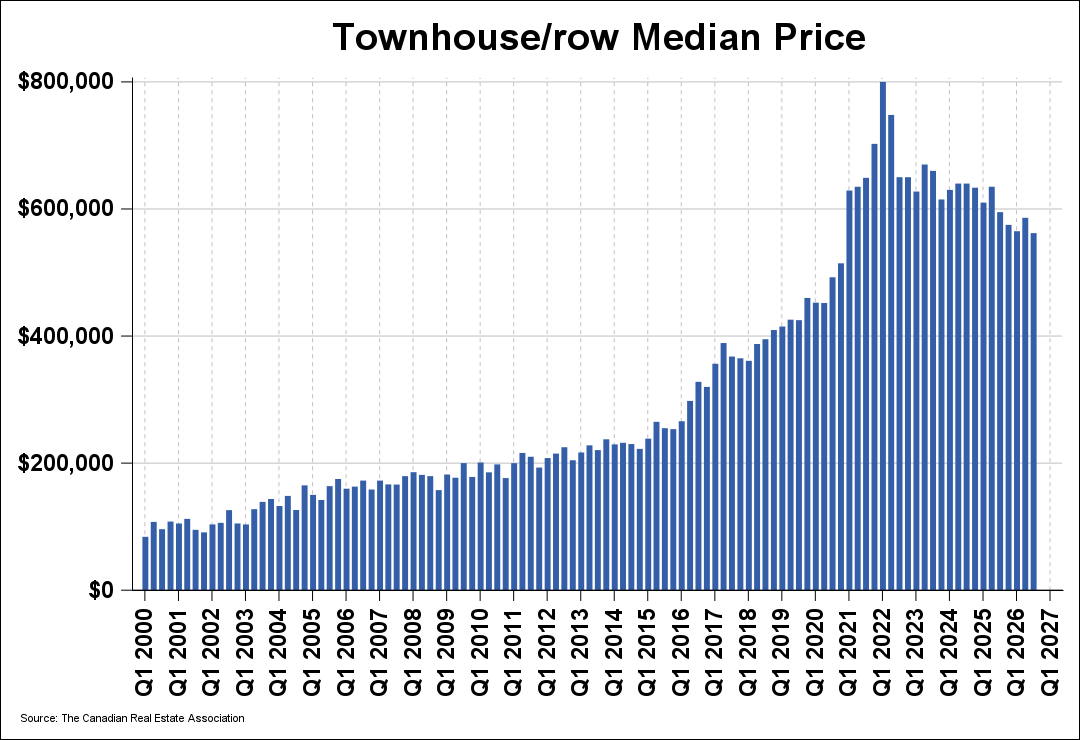 Townhouse/row Median Price
$800,000
$600,000
$400,000
$200,000
$0
Q1 2000
Q1 2001
Q1 2002
Q1 2003
Q1 2004
Q1 2005
Q1 2006
Q1 2007
Q1 2008
Q1 2009
Q1 2010
Q1 2011
Q1 2012
Q1 2013
Q1 2014
Q1 2015
Q1 2016
Q1 2017
Q1 2018
Q1 2019
Q1 2020
Q1 2021
Q1 2022
Q1 2023
Q1 2024
Q1 2025
Q1 2026
Q1 2027
Source: The Canadian Real Estate Association